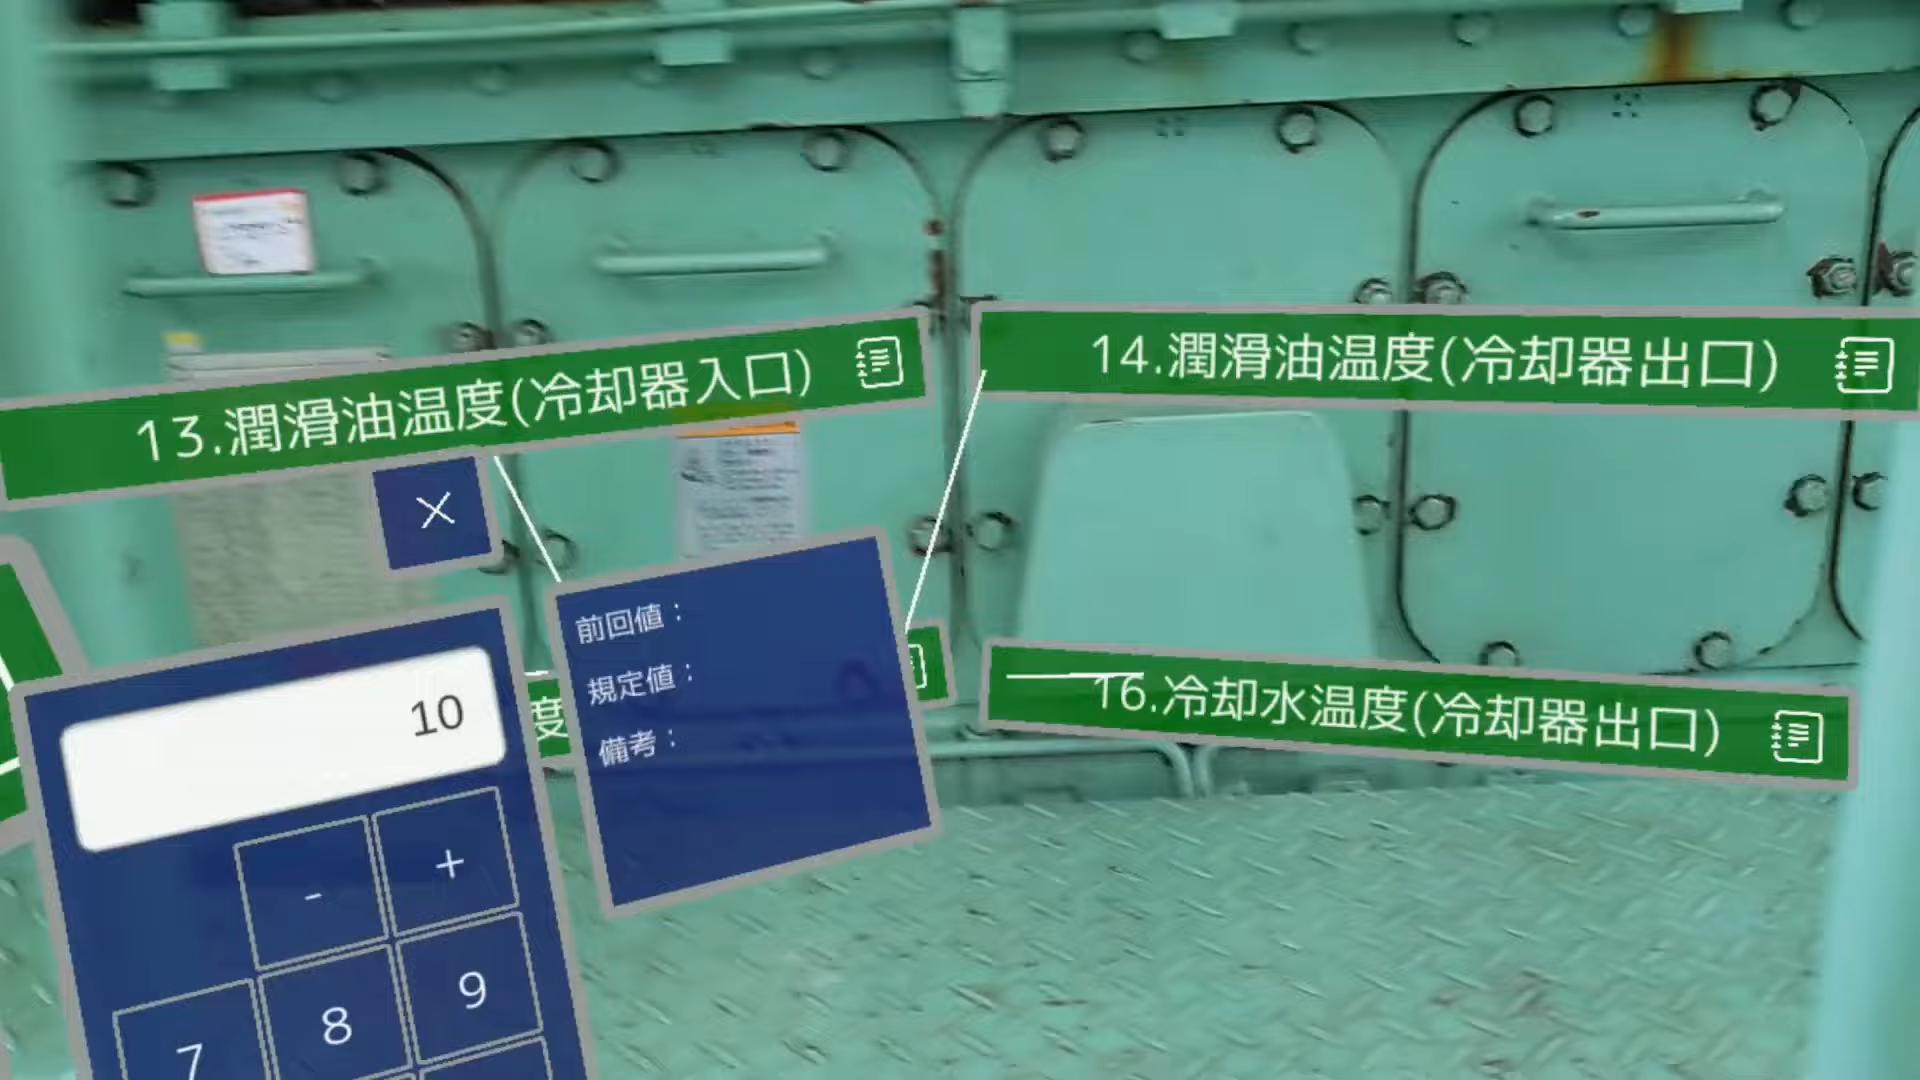 13.潤滑油温度(冷却器入口)
14.潤滑油温度(冷却器出口)
×
前回値：
規定値：
備考：
度
16.冷却水温度(冷却器出口)
10
-
+
7
8
9